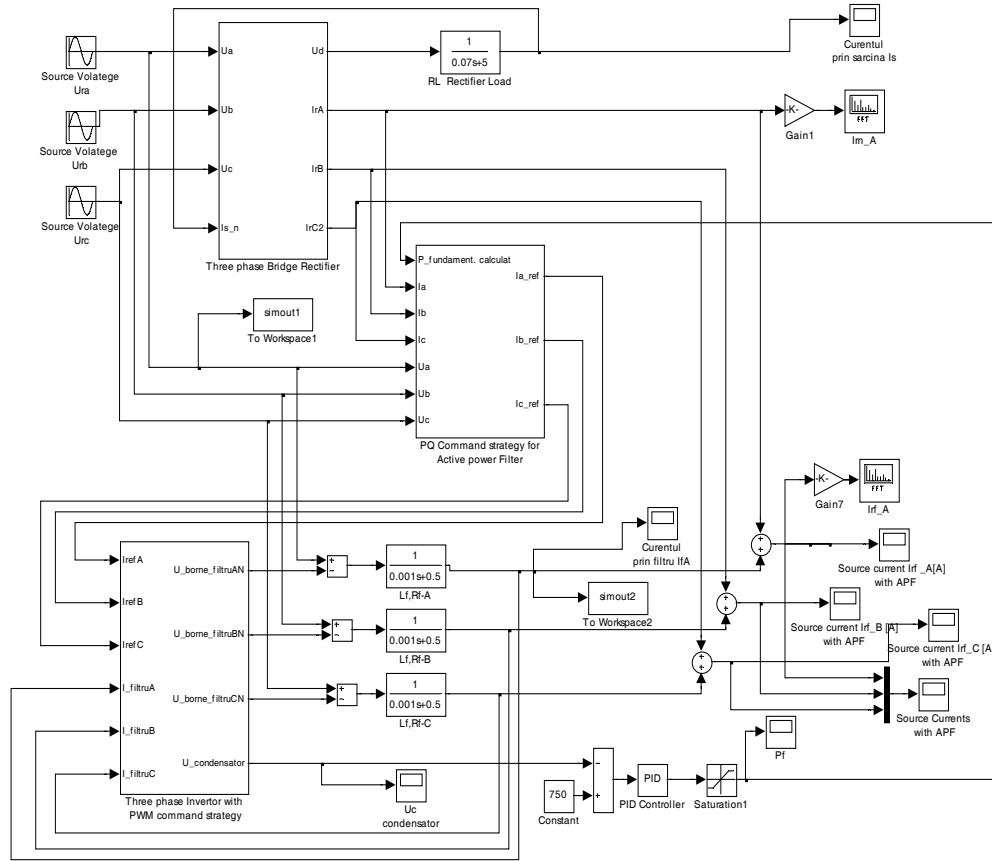 Source Volatege
Ura
Source Volatege
Urb
Source Volatege
Urc
Ua
Ub
Uc
Is_n
Ud
IrA
IrB
IrC2
Three phase Bridge Rectifier
1
0.07s+5
RL Rectifier Load
Curentul
prin sarcina Is
-K-
Gain1
FFT
Irn_A
P_fundament. calculat
Ia
Ib
Ic
Ua
Ub
Uc
Ia_ref
Ib_ref
Ic_ref
PQ Command strategy for
Active power Filter
simout1
To Workspace1
-K-
Gain7
FFT
Irf_A
Iref A
Iref B
Iref C
I_filtruA
I_filtruB
I_filtruC
U_borne_filtruAN
U_borne_filtruBN
U_borne_filtruCN
U_condensator
Three phase Invertor with
PWM command strategy
+
−
1
0.001s+0.5
Lf,Rf-A
+
−
1
0.001s+0.5
Lf,Rf-B
+
−
1
0.001s+0.5
Lf,Rf-C
Curentul
prin filtru IfA
simout2
To Workspace2
+
+
+
+
+
+
Source current Irf _A[A]
with APF
Source current Irf_B [A]
with APF
Source current Irf_C [A
with APF
Source Currents
with APF
Uc
condensator
750
Constant
−
+
PID
PID Controller
Saturation1
Pf